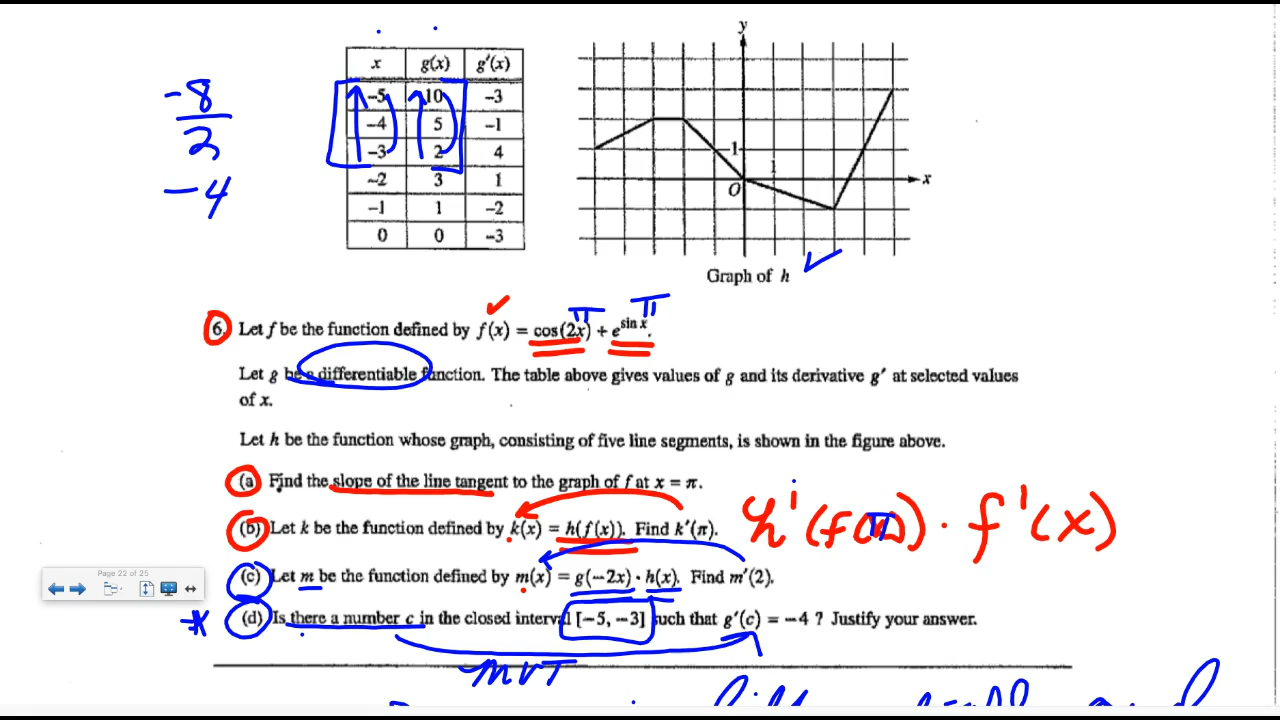 -8
2
-4
x g(x) g'(x)
-5 10 -3
-4 5 -1
-3 2 4
-2 3 1
-1 1 -2
0 0 -3
y
1
1
O
x
Graph of h
π π
6. Let f be the function defined by f(x) = cos(2x) + e^{sin x}.
Let g be a differentiable function. The table above gives values of g and its derivative g' at selected values
of x.
Let h be the function whose graph, consisting of five line segments, is shown in the figure above.
(a) Find the slope of the line tangent to the graph of f at x = π.
(b) Let k be the function defined by k(x) = h(f(x)). Find k'(π).
h'(f(π)) · f'(x)
(c) Let m be the function defined by m(x) = g(-2x) · h(x). Find m'(2).
Page 22 of 25
* (d) Is there a number c in the closed interval [-5, -3] such that g'(c) = -4 ? Justify your answer.
MVT